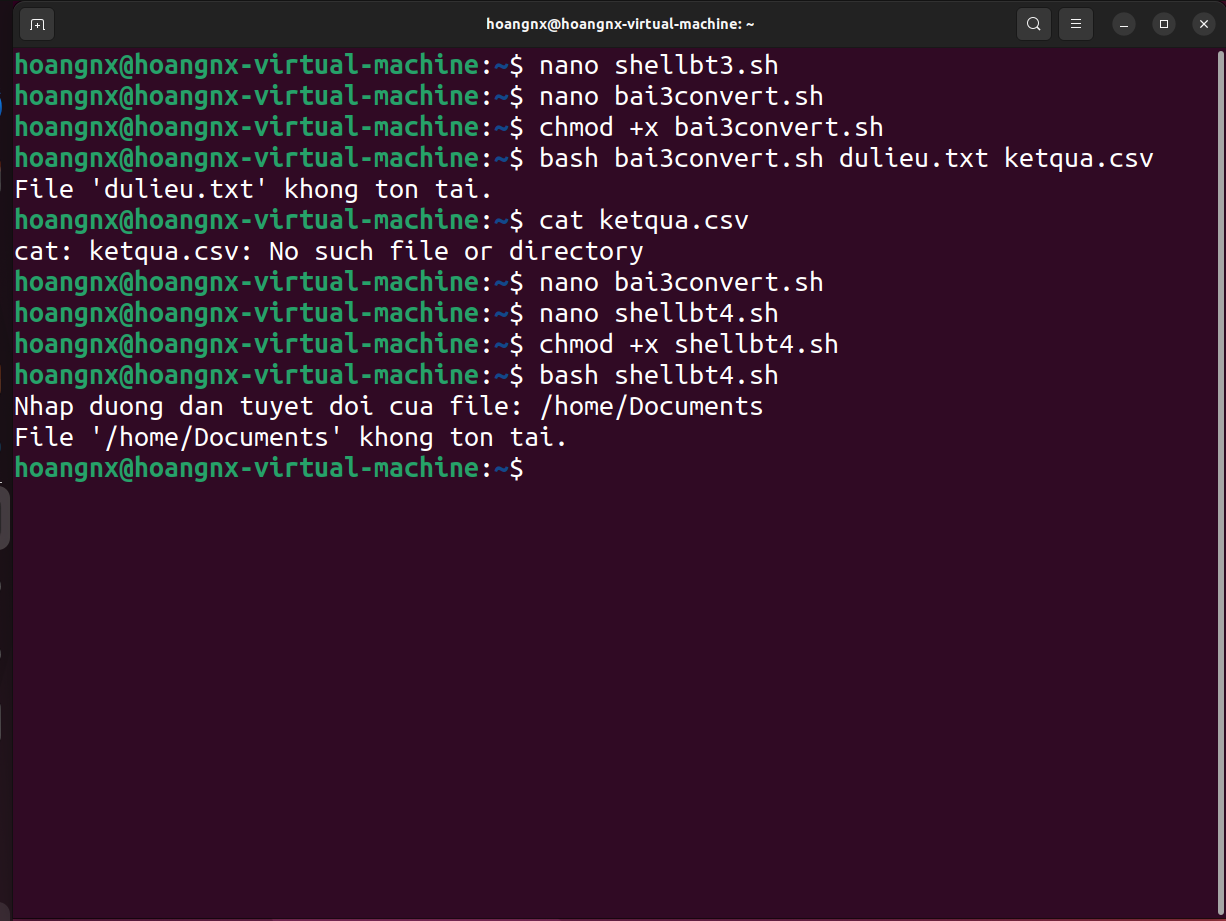 hoangnx@hoangnx-virtual-machine: ~
hoangnx@hoangnx-virtual-machine:~$ nano shellbt3.sh
hoangnx@hoangnx-virtual-machine:~$ nano bai3convert.sh
hoangnx@hoangnx-virtual-machine:~$ chmod +x bai3convert.sh
hoangnx@hoangnx-virtual-machine:~$ bash bai3convert.sh dulieu.txt ketqua.csv
File 'dulieu.txt' khong ton tai.
hoangnx@hoangnx-virtual-machine:~$ cat ketqua.csv
cat: ketqua.csv: No such file or directory
hoangnx@hoangnx-virtual-machine:~$ nano bai3convert.sh
hoangnx@hoangnx-virtual-machine:~$ nano shellbt4.sh
hoangnx@hoangnx-virtual-machine:~$ chmod +x shellbt4.sh
hoangnx@hoangnx-virtual-machine:~$ bash shellbt4.sh
Nhap duong dan tuyet doi cua file: /home/Documents
File '/home/Documents' khong ton tai.
hoangnx@hoangnx-virtual-machine:~$